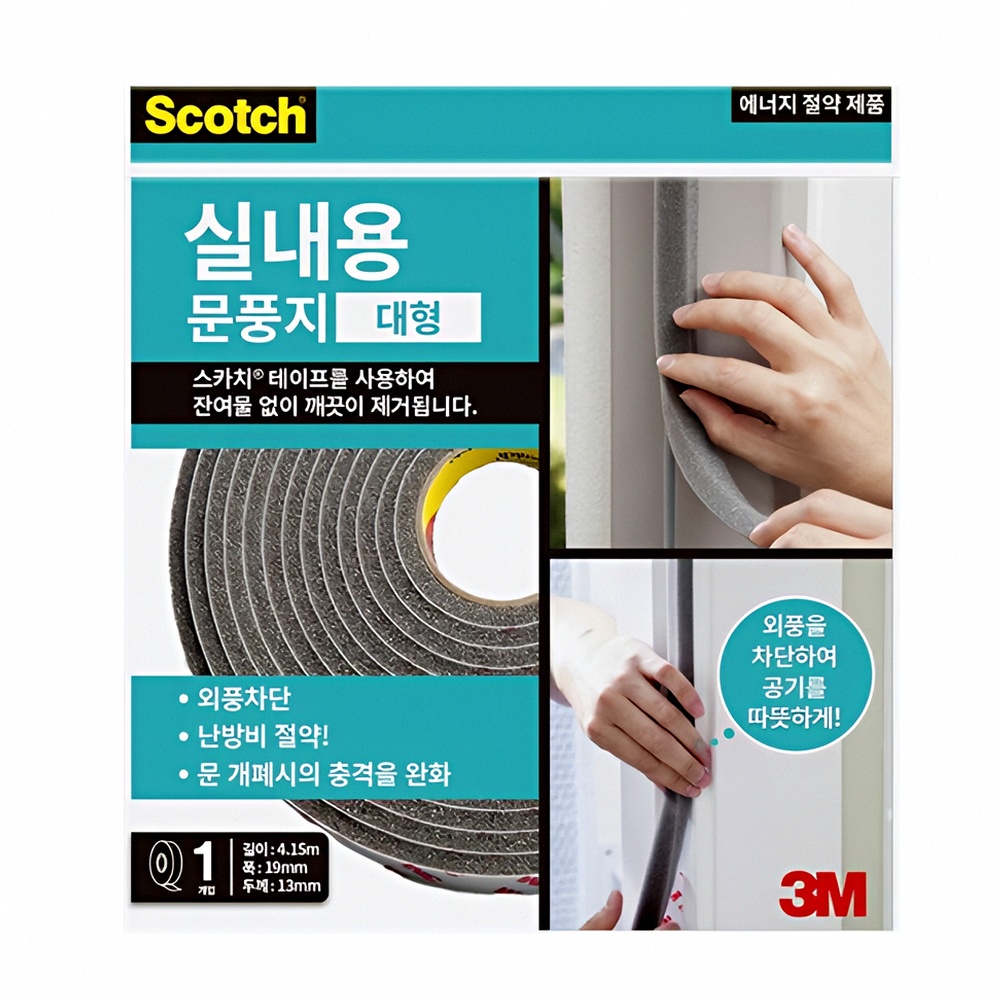 Scotch®
에너지 절약 제품
실내용
문풍지 대형
스카치® 테이프를 사용하여
잔여물 없이 깨끗이 제거됩니다.
• 외풍차단
• 난방비 절약!
• 문 개폐시의 충격을 완화
1
길이 : 4.15m
폭 : 19mm
두께 : 13mm
외풍을
차단하여
공기를
따뜻하게!
3M